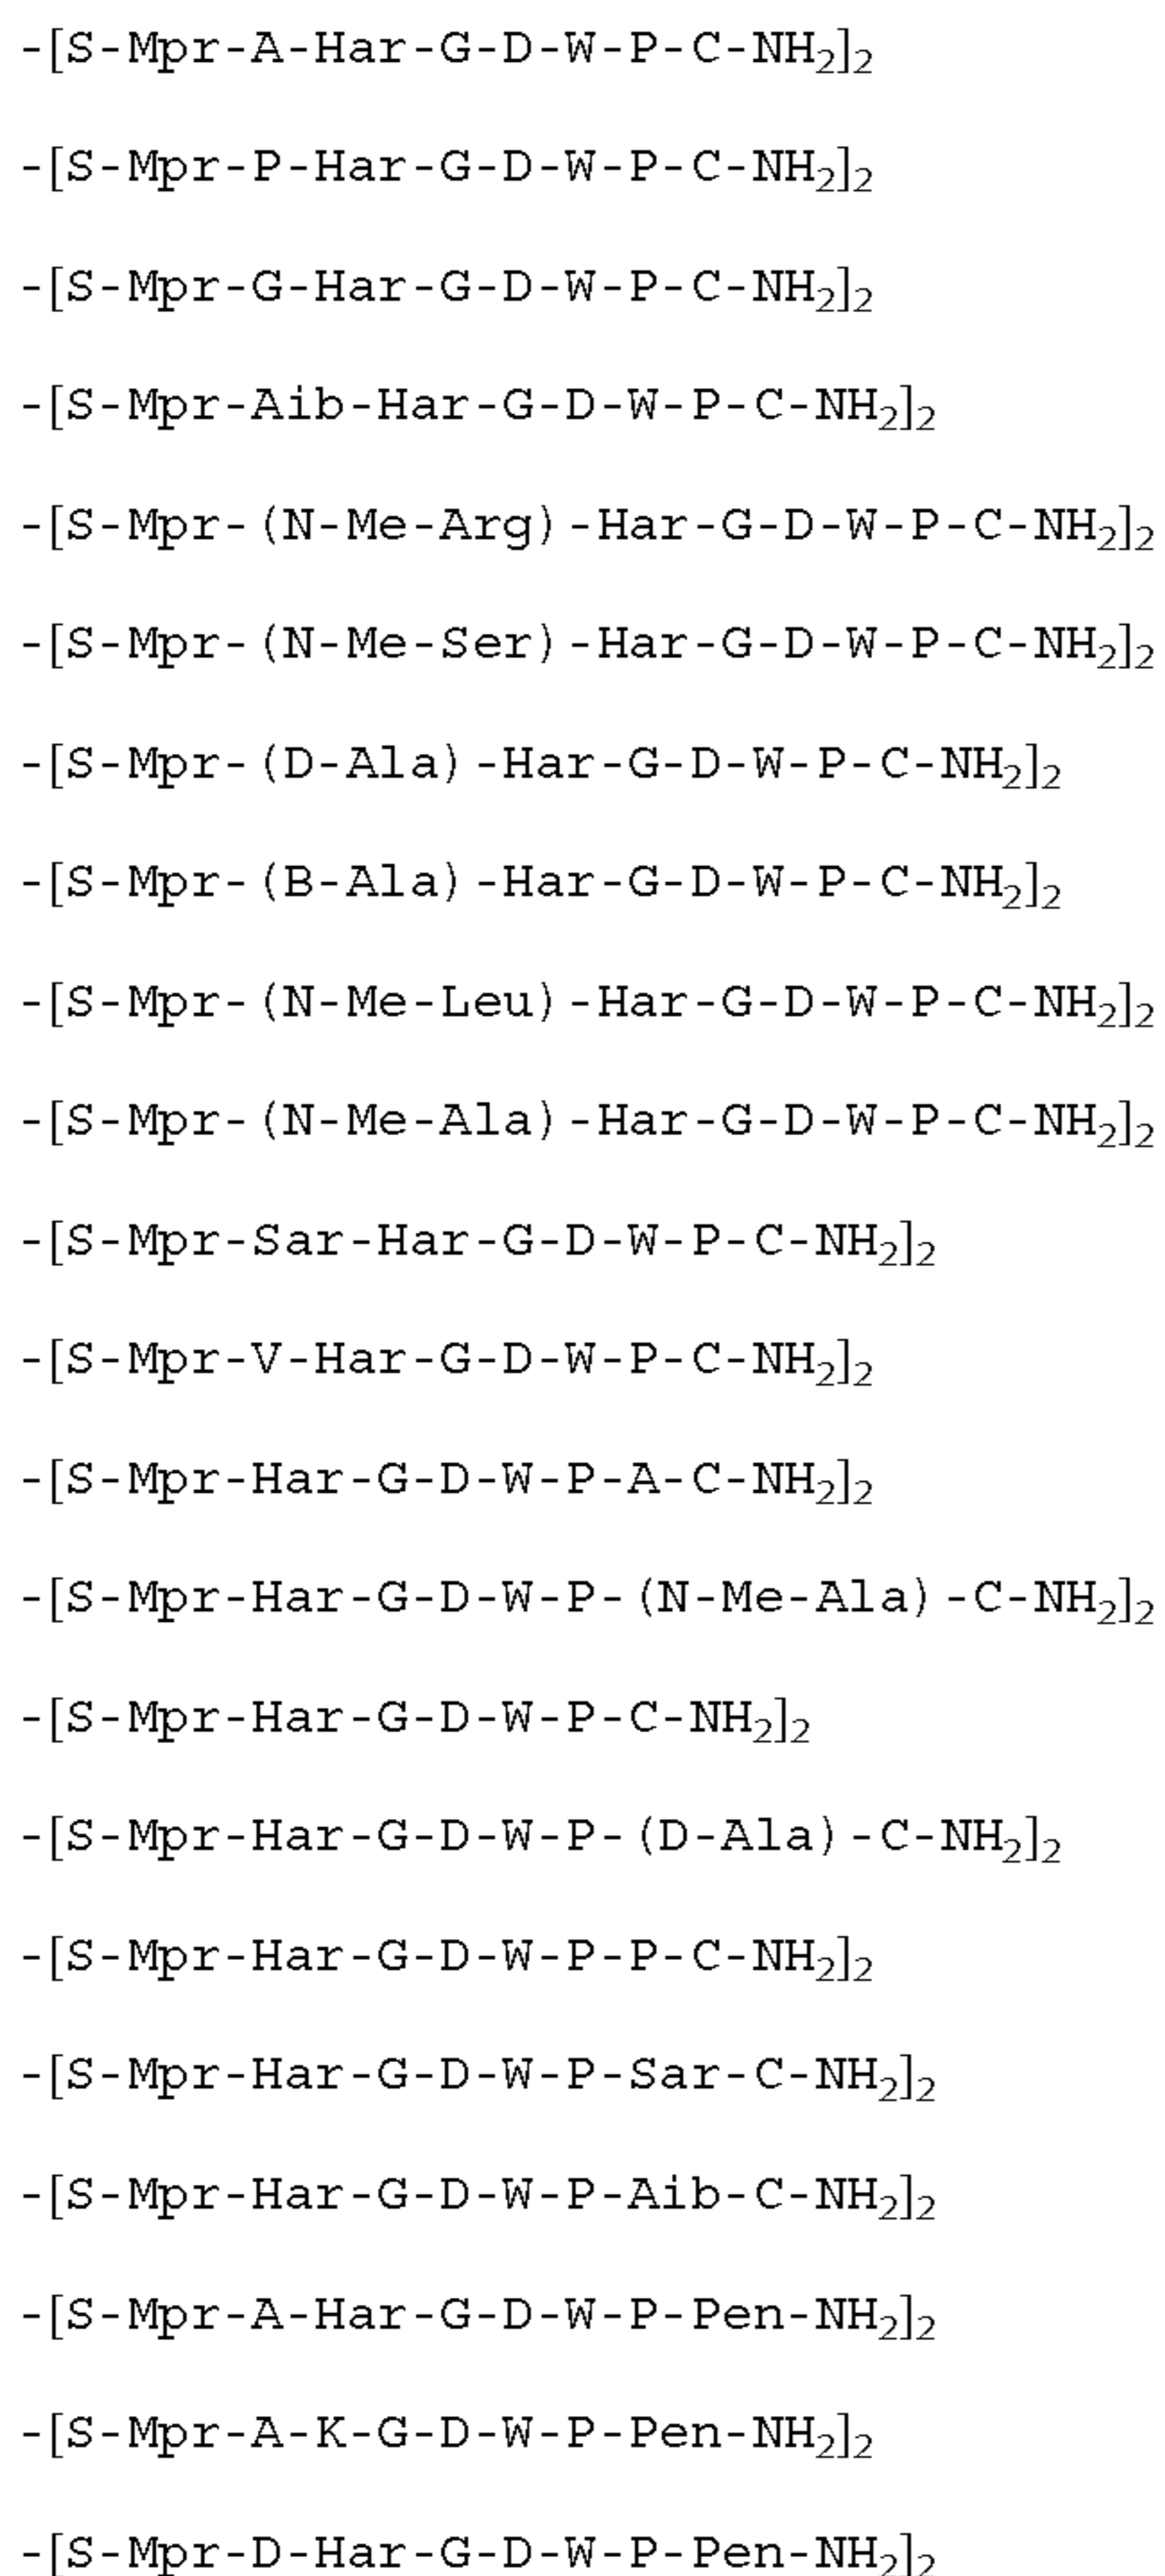 -[S-Mpr-A-Har-G-D-W-P-C-NH₂]₂
-[S-Mpr-P-Har-G-D-W-P-C-NH₂]₂
-[S-Mpr-G-Har-G-D-W-P-C-NH₂]₂
-[S-Mpr-Aib-Har-G-D-W-P-C-NH₂]₂
-[S-Mpr-(N-Me-Arg)-Har-G-D-W-P-C-NH₂]₂
-[S-Mpr-(N-Me-Ser)-Har-G-D-W-P-C-NH₂]₂
-[S-Mpr-(D-Ala)-Har-G-D-W-P-C-NH₂]₂
-[S-Mpr-(B-Ala)-Har-G-D-W-P-C-NH₂]₂
-[S-Mpr-(N-Me-Leu)-Har-G-D-W-P-C-NH₂]₂
-[S-Mpr-(N-Me-Ala)-Har-G-D-W-P-C-NH₂]₂
-[S-Mpr-Sar-Har-G-D-W-P-C-NH₂]₂
-[S-Mpr-V-Har-G-D-W-P-C-NH₂]₂
-[S-Mpr-Har-G-D-W-P-A-C-NH₂]₂
-[S-Mpr-Har-G-D-W-P-(N-Me-Ala)-C-NH₂]₂
-[S-Mpr-Har-G-D-W-P-C-NH₂]₂
-[S-Mpr-Har-G-D-W-P-(D-Ala)-C-NH₂]₂
-[S-Mpr-Har-G-D-W-P-P-C-NH₂]₂
-[S-Mpr-Har-G-D-W-P-Sar-C-NH₂]₂
-[S-Mpr-Har-G-D-W-P-Aib-C-NH₂]₂
-[S-Mpr-A-Har-G-D-W-P-Pen-NH₂]₂
-[S-Mpr-A-K-G-D-W-P-Pen-NH₂]₂
-[S-Mpr-D-Har-G-D-W-P-Pen-NH₂]₂